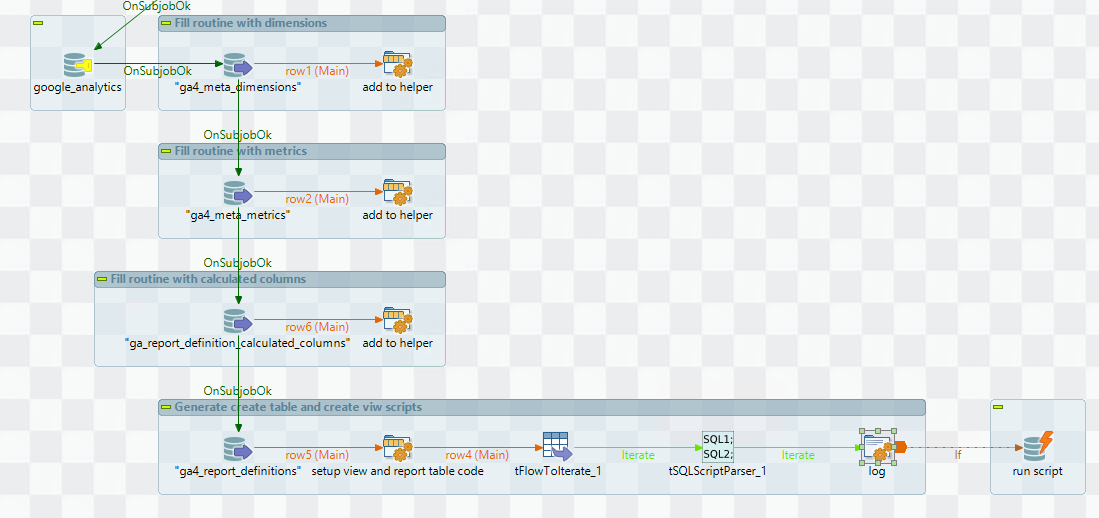 OnSubjobOk
Fill routine with dimensions
google_analytics
OnSubjobOk
"ga4_meta_dimensions"
row1 (Main)
add to helper
OnSubjobOk
Fill routine with metrics
"ga4_meta_metrics"
row2 (Main)
add to helper
OnSubjobOk
Fill routine with calculated columns
"ga_report_definition_calculated_columns"
row6 (Main)
add to helper
OnSubjobOk
Generate create table and create viw scripts
"ga4_report_definitions"
row5 (Main)
setup view and report table code
row4 (Main)
tFlowToIterate_1
Iterate
SQL1;
SQL2;
tSQLScriptParser_1
Iterate
log
If
run script